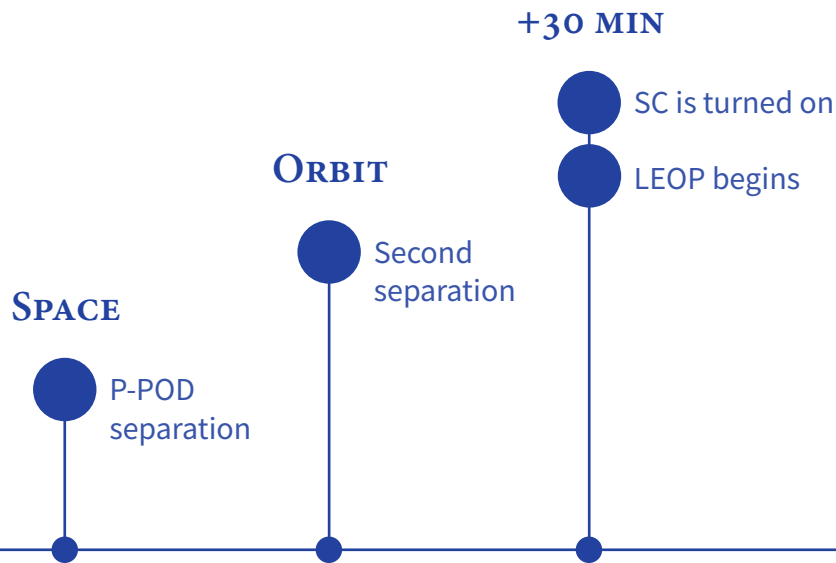 +30 MIN
SC is turned on
LEOP begins
ORBIT
Second
separation
SPACE
P-POD
separation